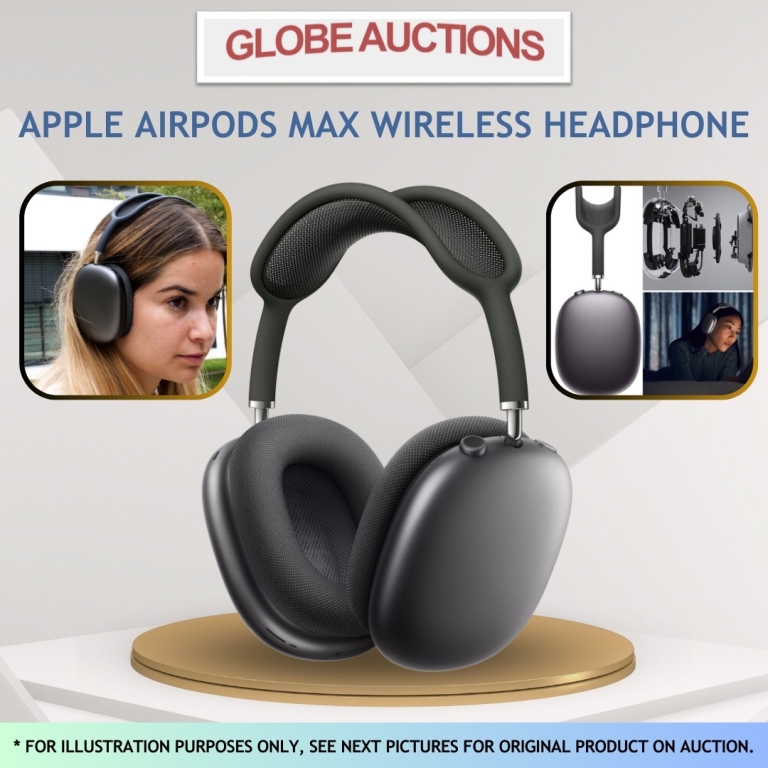 GLOBE AUCTIONS
APPLE AIRPODS MAX WIRELESS HEADPHONE
* FOR ILLUSTRATION PURPOSES ONLY, SEE NEXT PICTURES FOR ORIGINAL PRODUCT ON AUCTION.